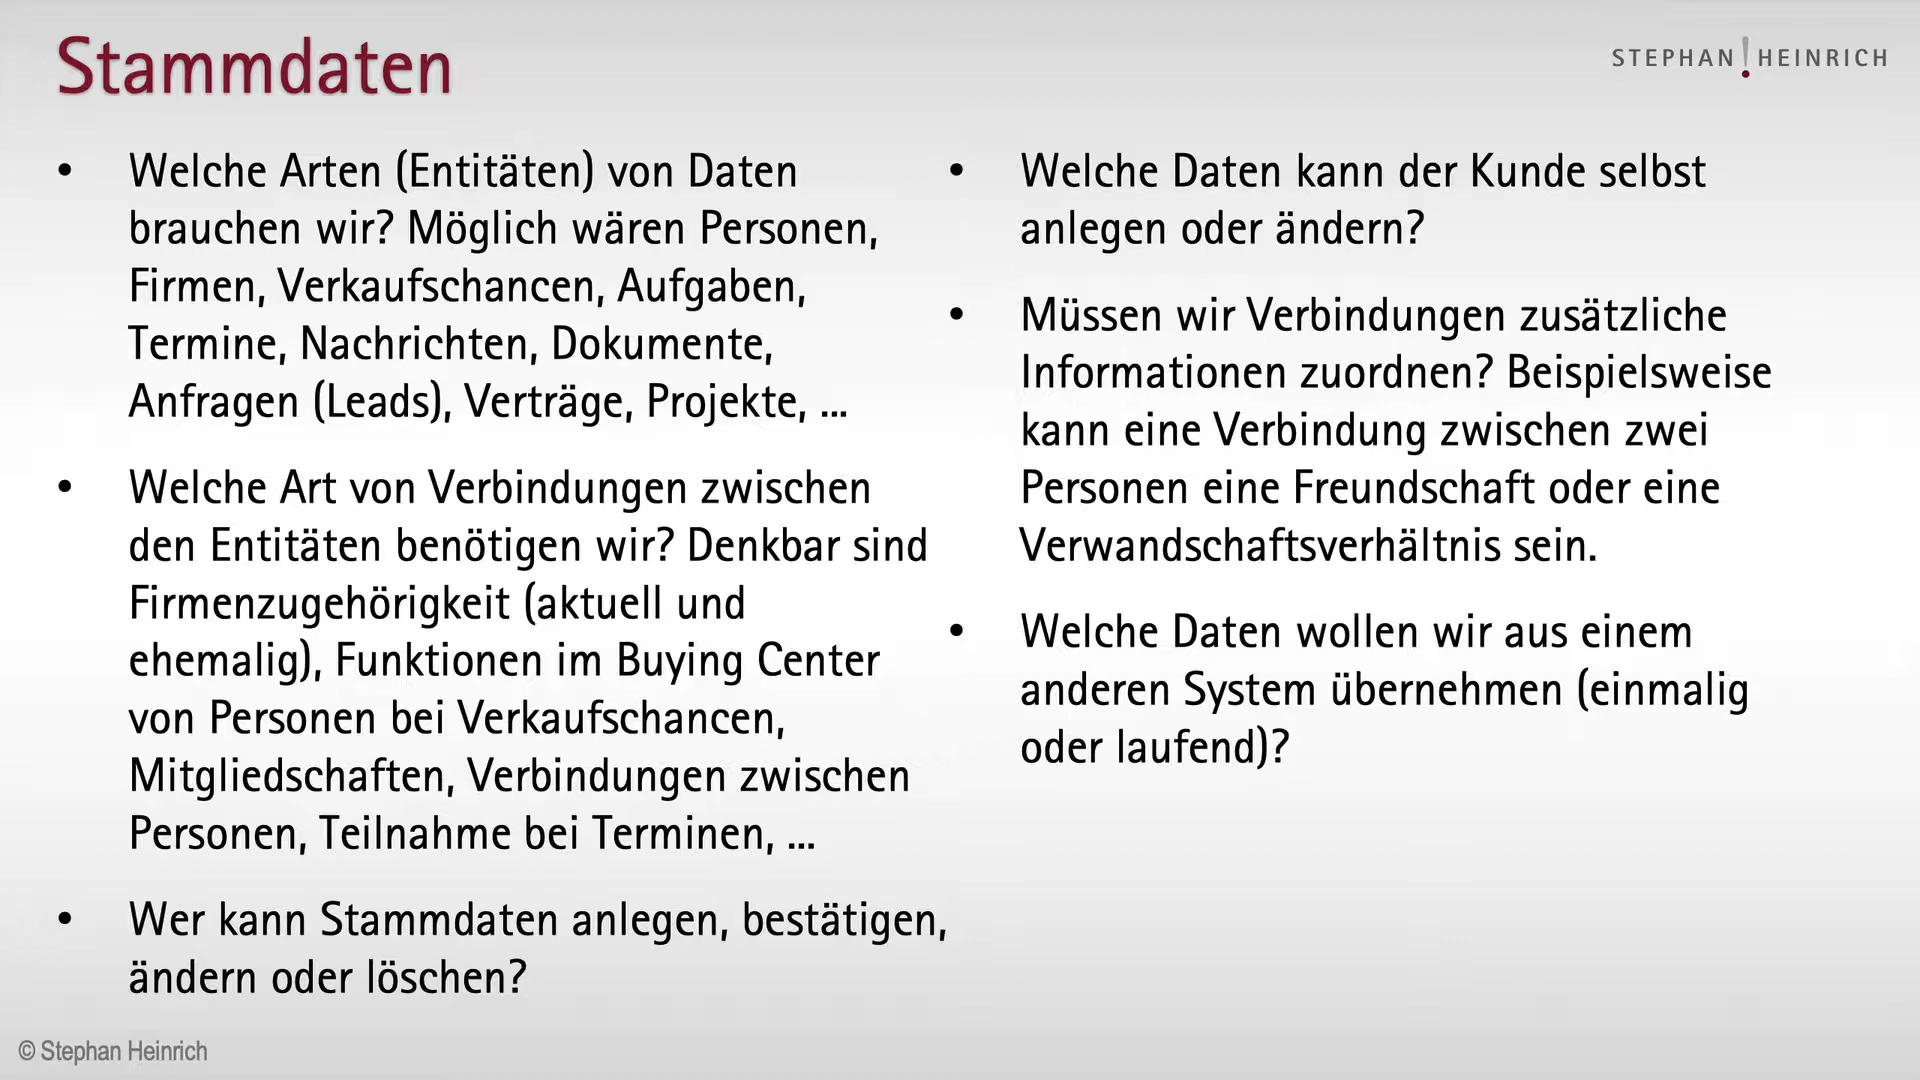 Stammdaten
STEPHAN!HEINRICH
• Welche Arten (Entitäten) von Daten
brauchen wir? Möglich wären Personen,
Firmen, Verkaufschancen, Aufgaben,
Termine, Nachrichten, Dokumente,
Anfragen (Leads), Verträge, Projekte, ...
• Welche Art von Verbindungen zwischen
den Entitäten benötigen wir? Denkbar sind
Firmenzugehörigkeit (aktuell und
ehemalig), Funktionen im Buying Center
von Personen bei Verkaufschancen,
Mitgliedschaften, Verbindungen zwischen
Personen, Teilnahme bei Terminen, ...
• Wer kann Stammdaten anlegen, bestätigen,
ändern oder löschen?
• Welche Daten kann der Kunde selbst
anlegen oder ändern?
• Müssen wir Verbindungen zusätzliche
Informationen zuordnen? Beispielsweise
kann eine Verbindung zwischen zwei
Personen eine Freundschaft oder eine
Verwandschaftsverhältnis sein.
• Welche Daten wollen wir aus einem
anderen System übernehmen (einmalig
oder laufend)?
© Stephan Heinrich